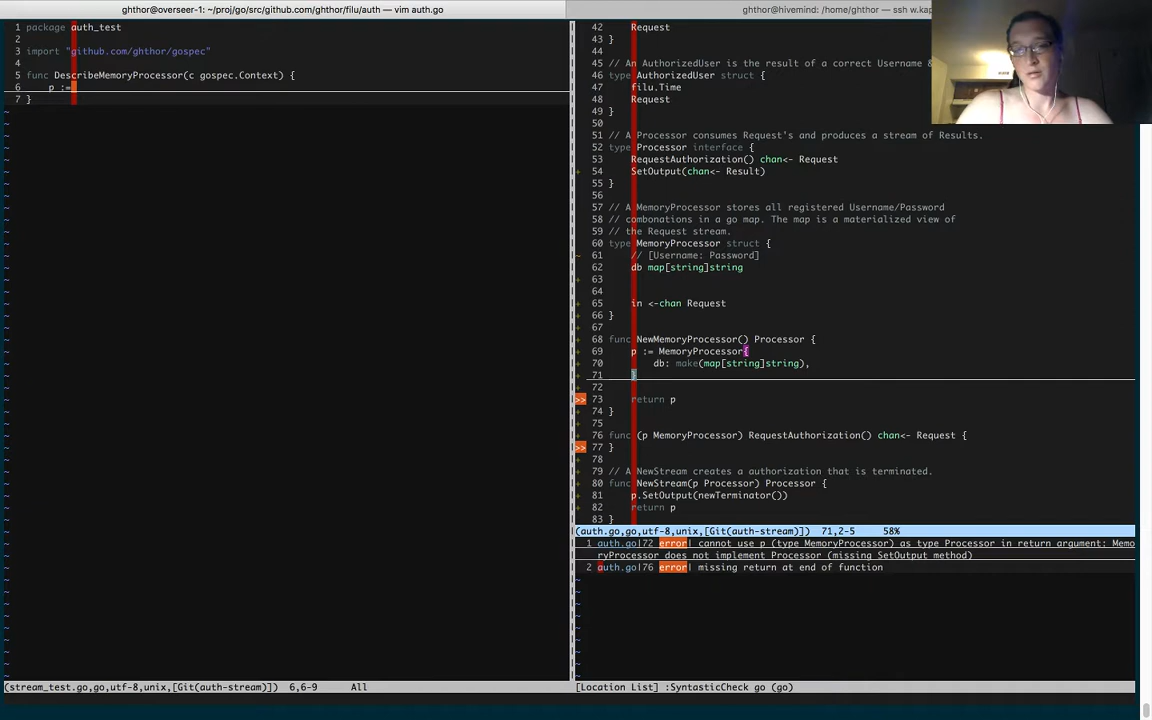 ghthor@overseer-1: ~/proj/go/src/github.com/ghthor/filu/auth — vim auth.go
ghthor@hivemind: /home/ghthor — ssh w.kap
1 package auth_test
2
3 import "github.com/ghthor/gospec"
4
5 func DescribeMemoryProcessor(c gospec.Context) {
6 p :=
7 }
~
(stream_test.go,go,utf-8,unix,[Git(auth-stream)] 6,6-9 All
42 Request
43 }
44
45 // An AuthorizedUser is the result of a correct Username &
46 type AuthorizedUser struct {
47 filu.Time
48 Request
49 }
50
51 // A Processor consumes Request's and produces a stream of Results.
52 type Processor interface {
53 RequestAuthorization() chan<- Request
54 SetOutput(chan<- Result)
55 }
56
57 // A MemoryProcessor stores all registered Username/Password
58 // combonations in a go map. The map is a materialized view of
59 // the Request stream.
60 type MemoryProcessor struct {
61 // [Username: Password]
62 db map[string]string
63
64
65 in <-chan Request
66 }
67
68 func NewMemoryProcessor() Processor {
69 p := MemoryProcessor{
70 db: make(map[string]string),
71 }
72
>> 73 return p
74 }
75
76 func (p MemoryProcessor) RequestAuthorization() chan<- Request {
>> 77 }
78
79 // A NewStream creates a authorization that is terminated.
80 func NewStream(p Processor) Processor {
81 p.SetOutput(newTerminator())
82 return p
83 }
(auth.go,go,utf-8,unix,[Git(auth-stream)] 71,2-5 58%
1 auth.go|72 error| cannot use p (type MemoryProcessor) as type Processor in return argument: Memo
ryProcessor does not implement Processor (missing SetOutput method)
2 auth.go|76 error| missing return at end of function
~
[Location List] :SyntasticCheck go (go)